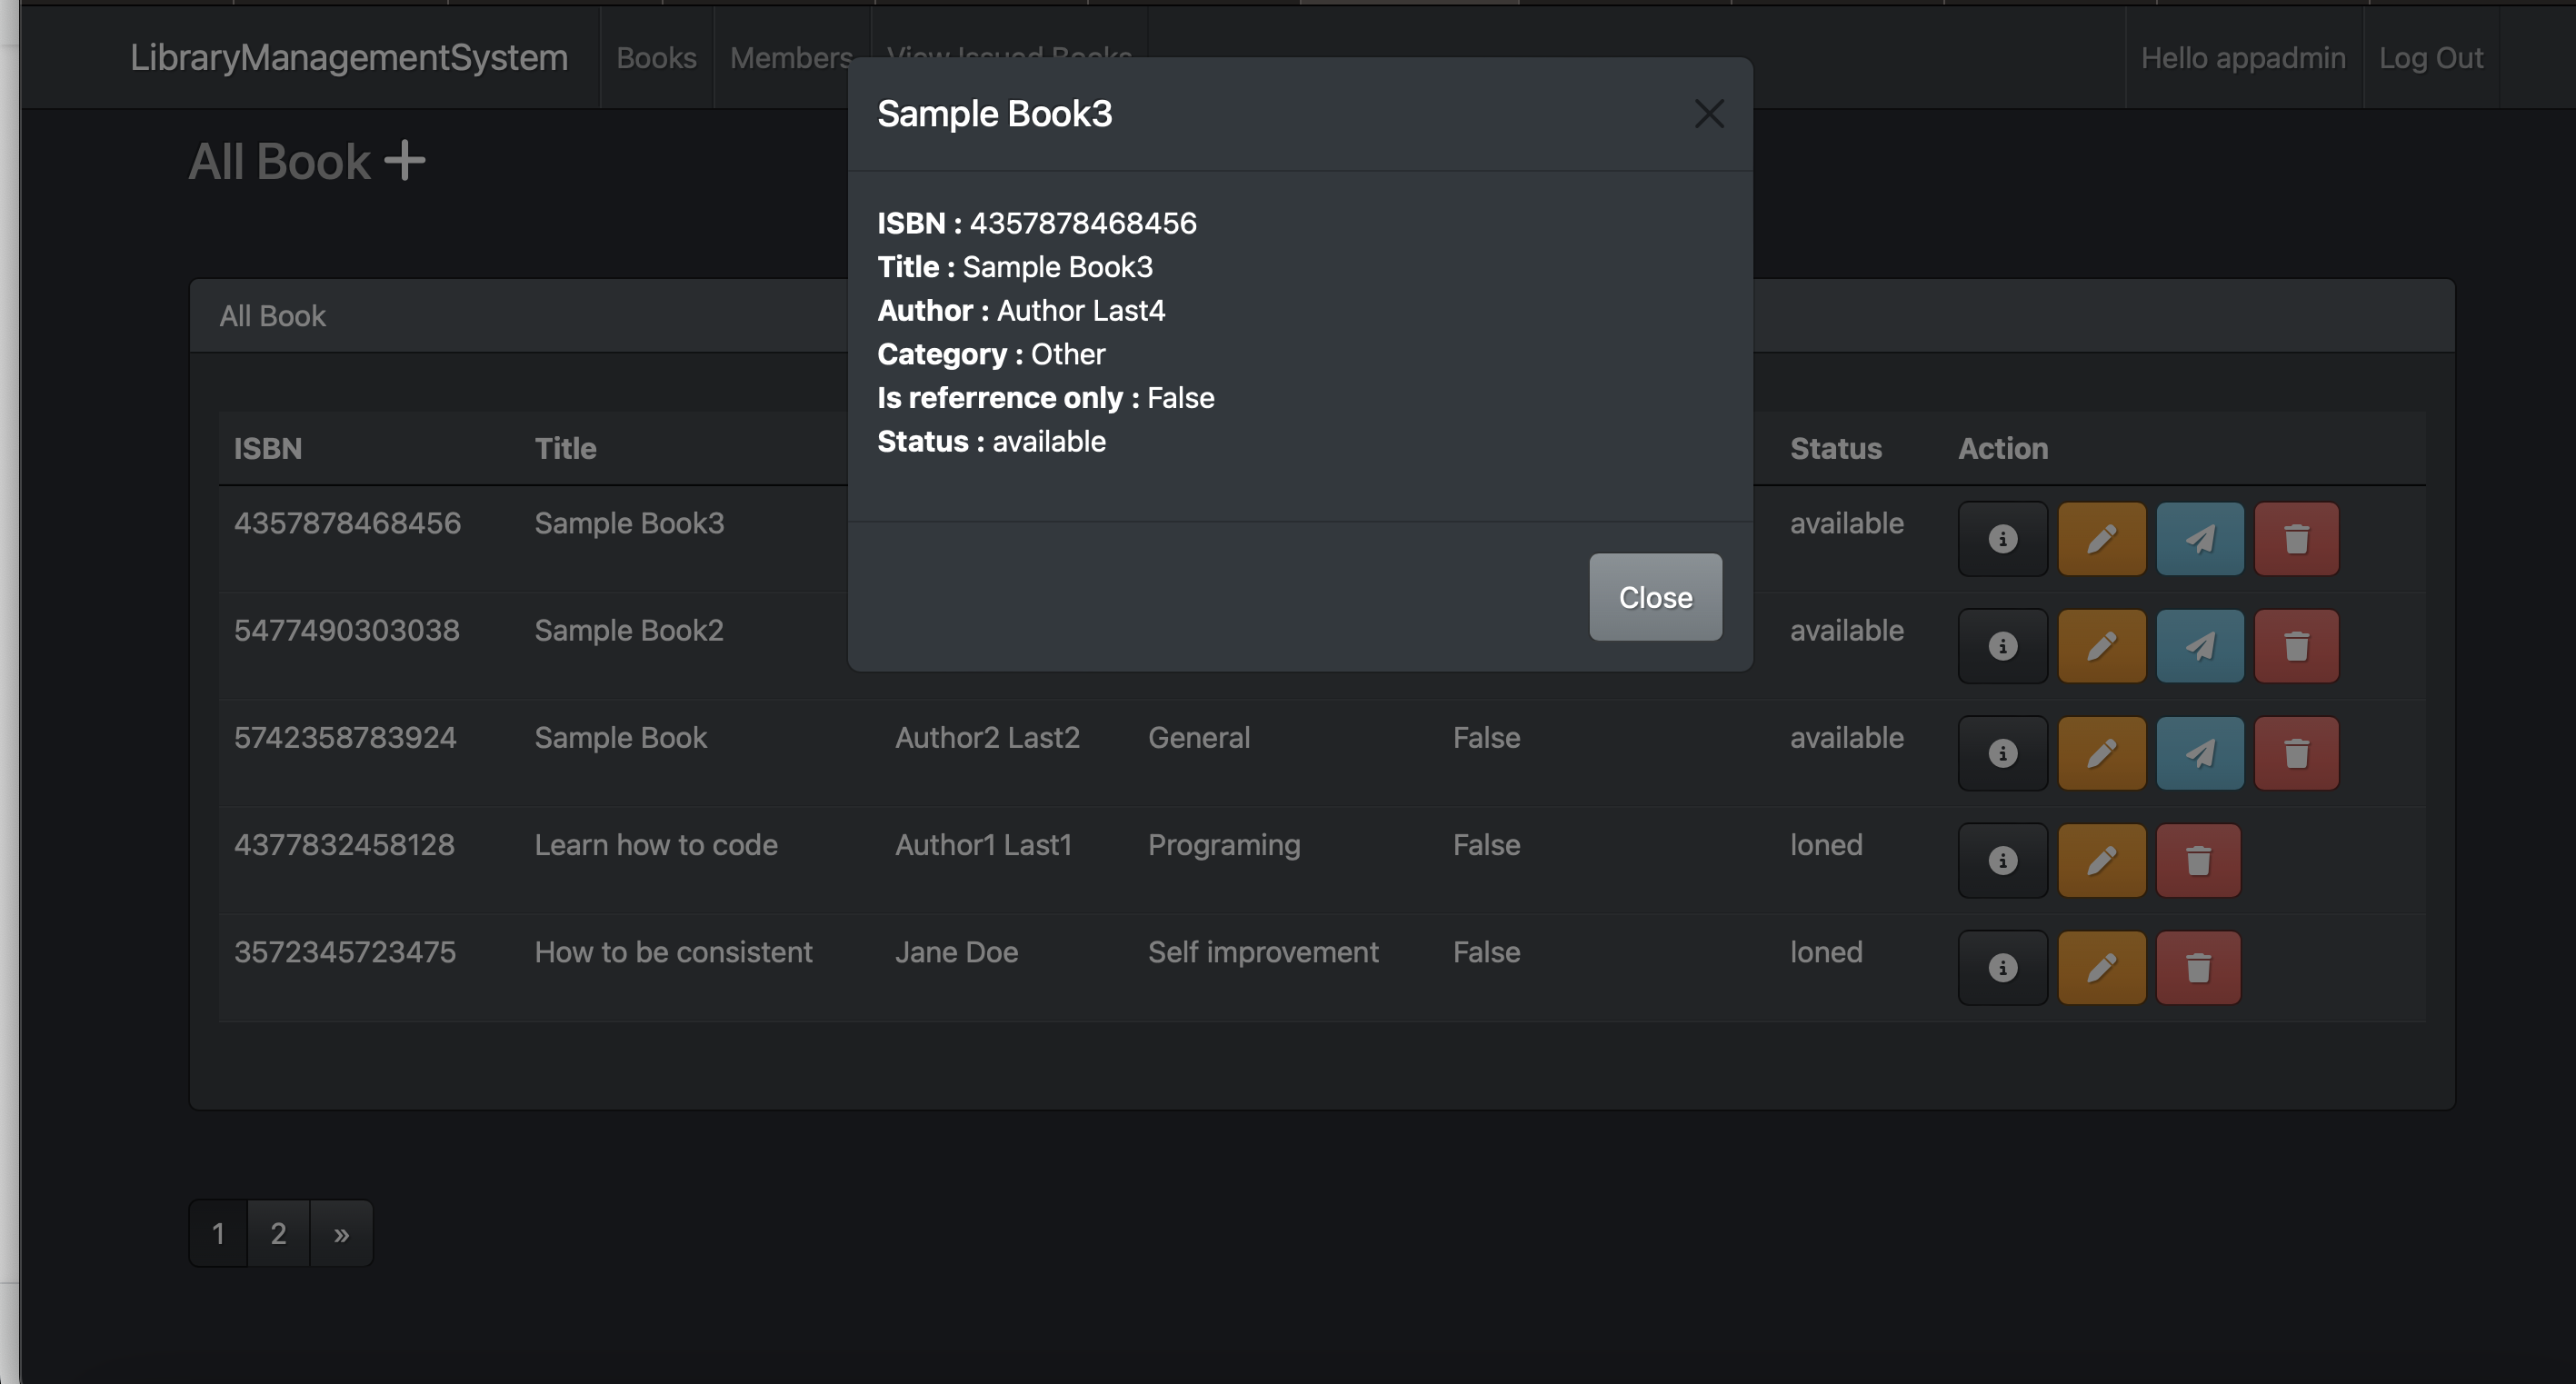 LibraryManagementSystem Books Members View Issued Books Hello appadmin Log Out
Sample Book3
All Book
ISBN : 4357878468456
Title : Sample Book3
Author : Author Last4
Category : Other
Is referrence only : False
Status : available
Close
All Book
ISBN Title Status Action
4357878468456 Sample Book3 available
5477490303038 Sample Book2 available
5742358783924 Sample Book Author2 Last2 General False available
4377832458128 Learn how to code Author1 Last1 Programing False loned
3572345723475 How to be consistent Jane Doe Self improvement False loned
1 2 »